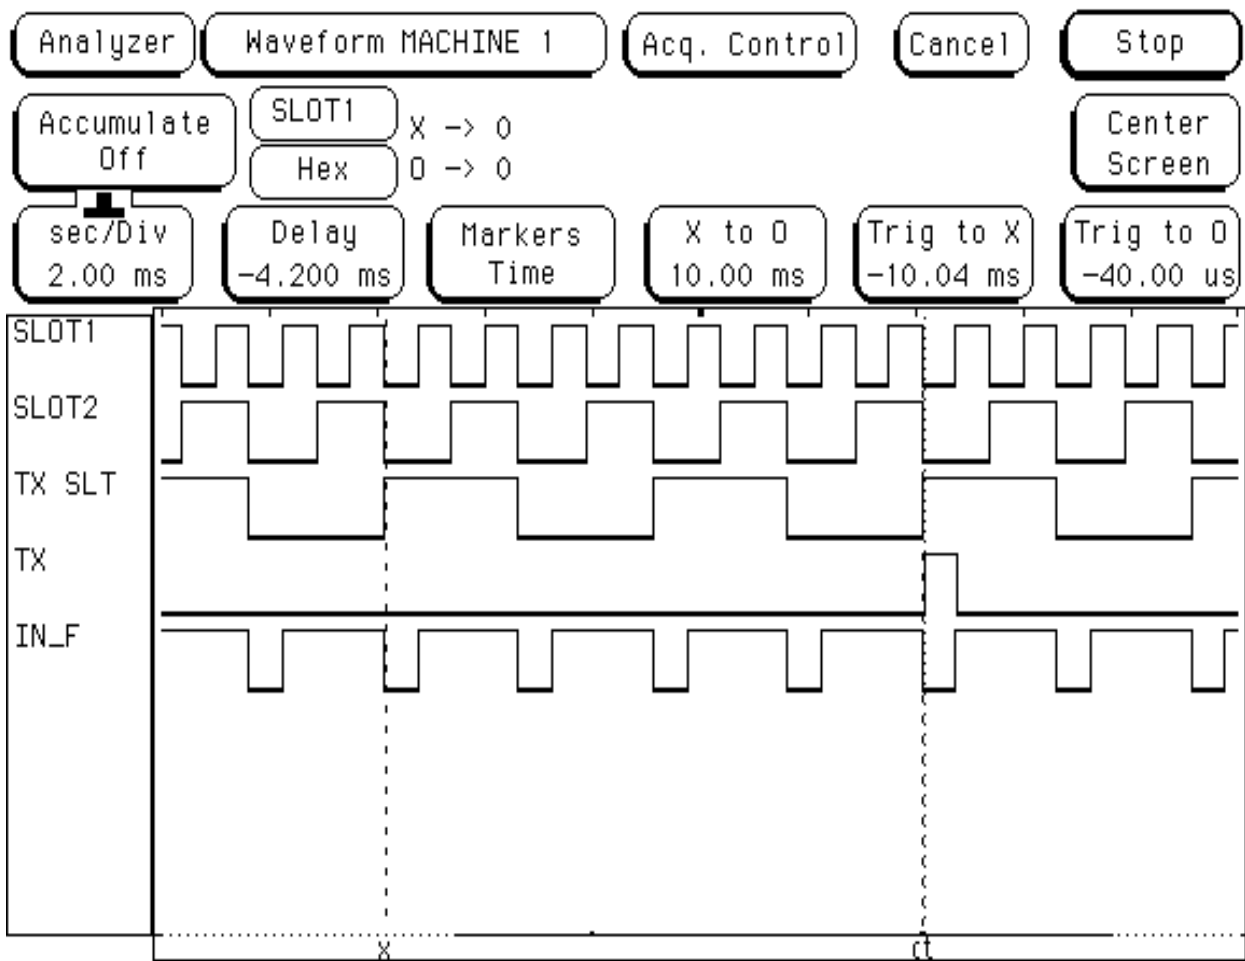 Analyzer Waveform MACHINE 1 Acq. Control Cancel Stop
Accumulate
Off
SLOT1 X -> 0
Hex O -> 0
Center
Screen
sec/Div
2.00 ms
Delay
-4.200 ms
Markers
Time
X to O
10.00 ms
Trig to X
-10.04 ms
Trig to O
-40.00 us
SLOT1
SLOT2
TX SLT
TX
IN_F
X